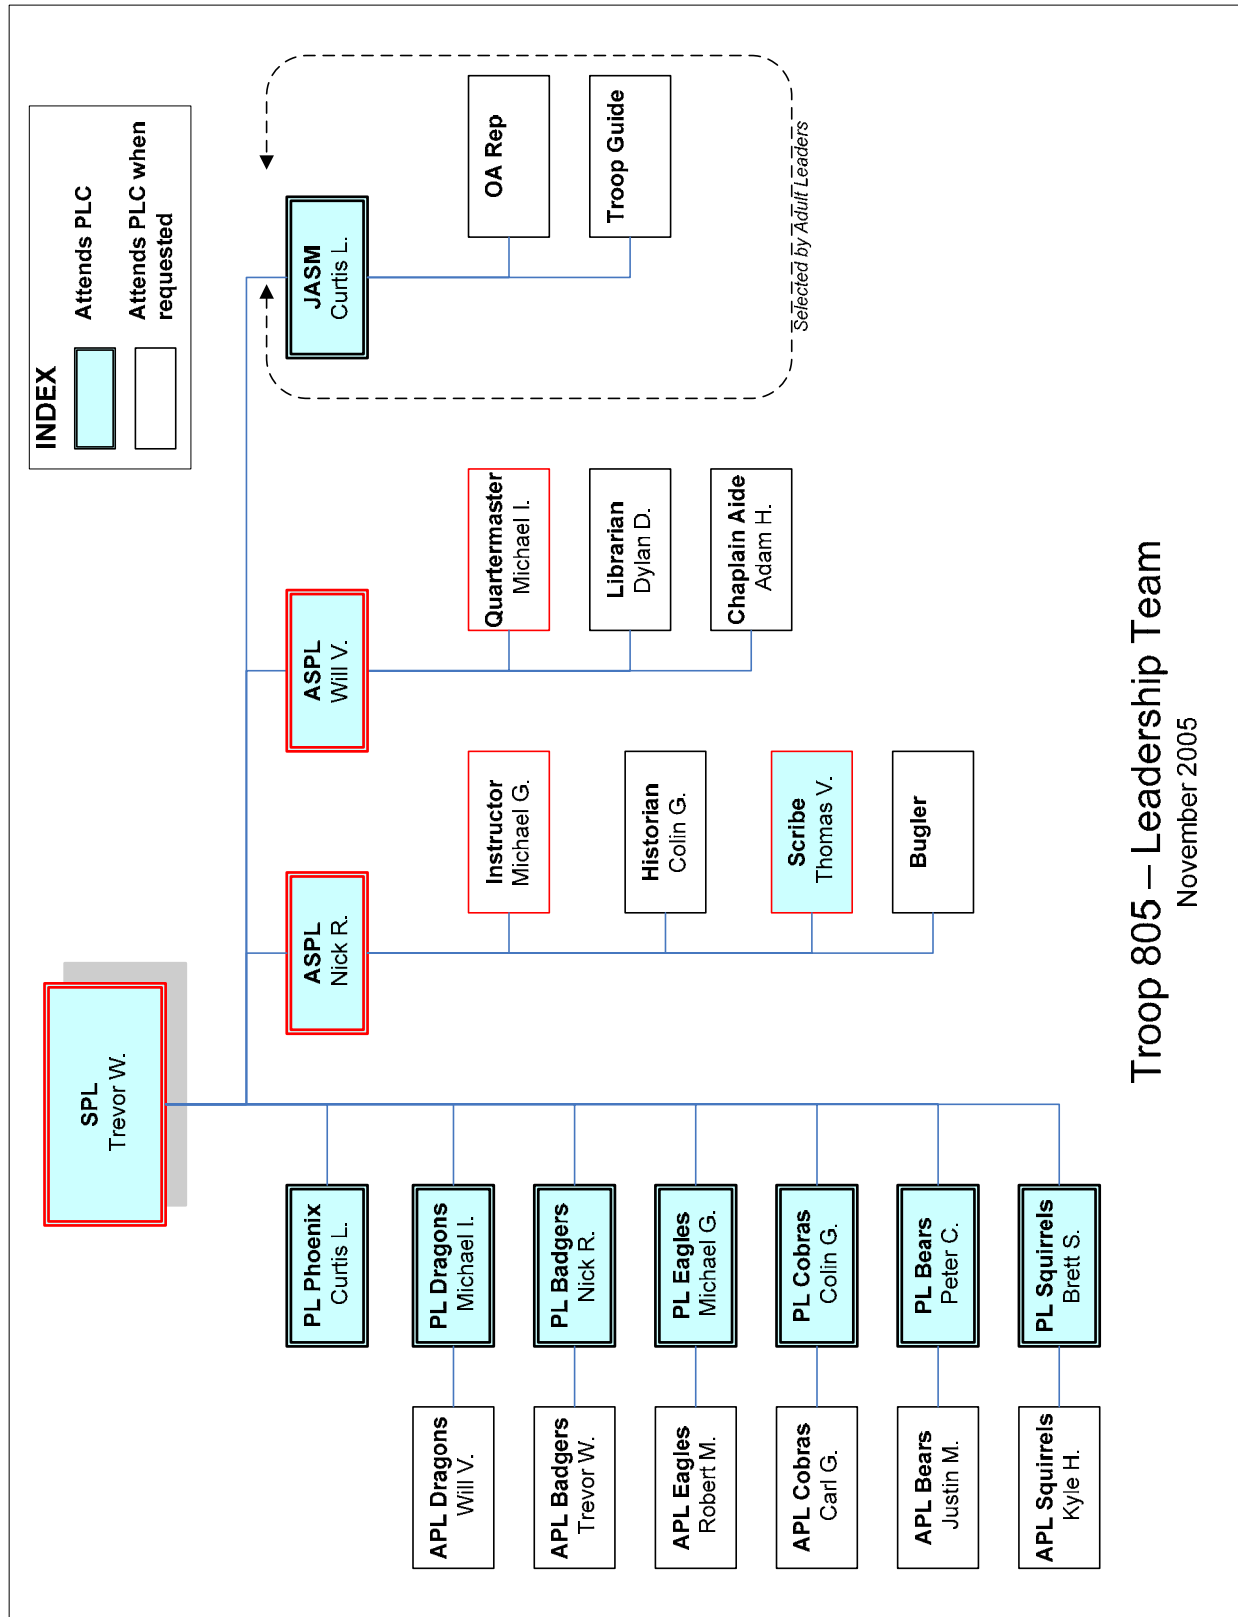 INDEX
Attends PLC
Attends PLC when
requested
SPL
Trevor W.
PL Phoenix
Curtis L.
PL Dragons
Michael I.
PL Badgers
Nick R.
PL Eagles
Michael G.
PL Cobras
Colin G.
PL Bears
Peter C.
PL Squirrels
Brett S.
APL Dragons
Will V.
APL Badgers
Trevor W.
APL Eagles
Robert M.
APL Cobras
Carl G.
APL Bears
Justin M.
APL Squirrels
Kyle H.
ASPL
Nick R.
Instructor
Michael G.
Historian
Colin G.
Scribe
Thomas V.
Bugler
ASPL
Will V.
Quartermaster
Michael I.
Librarian
Dylan D.
Chaplain Aide
Adam H.
JASM
Curtis L.
OA Rep
Troop Guide
Selected by Adult Leaders
Troop 805 – Leadership Team
November 2005